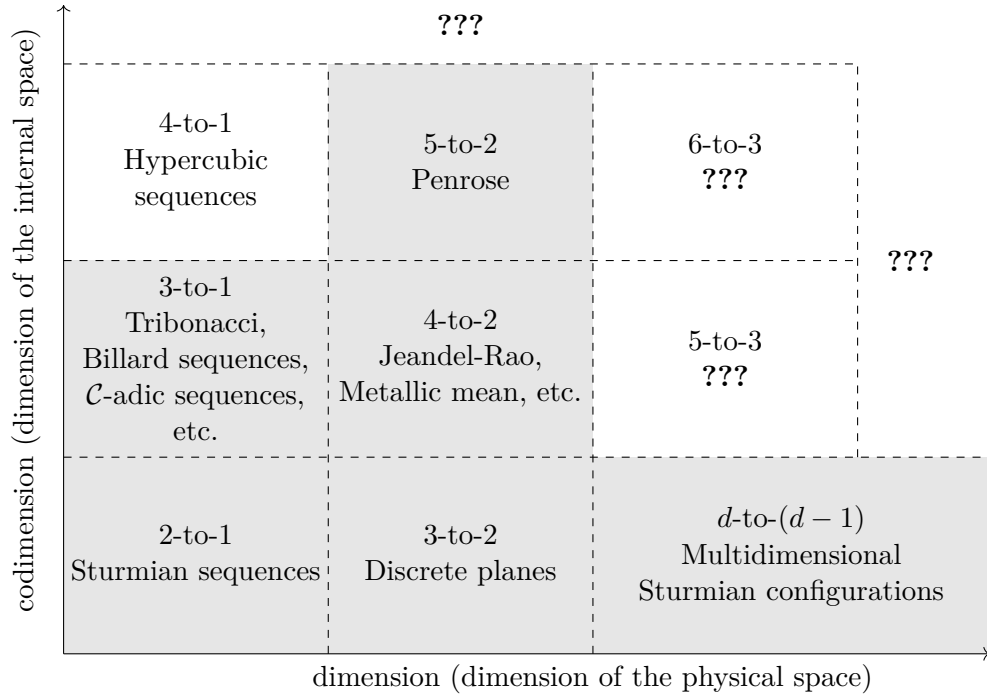 ???
4-to-1
Hypercubic
sequences
5-to-2
Penrose
6-to-3
???
???
3-to-1
Tribonacci,
Billard sequences,
𝒞-adic sequences,
etc.
4-to-2
Jeandel-Rao,
Metallic mean, etc.
5-to-3
???
2-to-1
Sturmian sequences
3-to-2
Discrete planes
d-to-(d − 1)
Multidimensional
Sturmian configurations
codimension (dimension of the internal space)
dimension (dimension of the physical space)